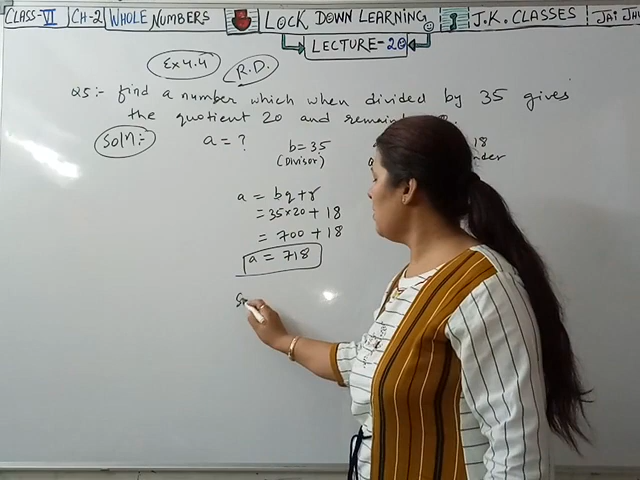 CLASS-VI CH-2 WHOLE NUMBERS LOCK DOWN LEARNING J.K. CLASSES JAI
LECTURE-20
Ex 4.4 R.D.
Q5:- find a number which when divided by 35 gives
the quotient 20 and
Soln:- a = ? b = 35 18
(Divisor)
a = bq + r
= 35 x 20 + 18
= 700 + 18
a = 718